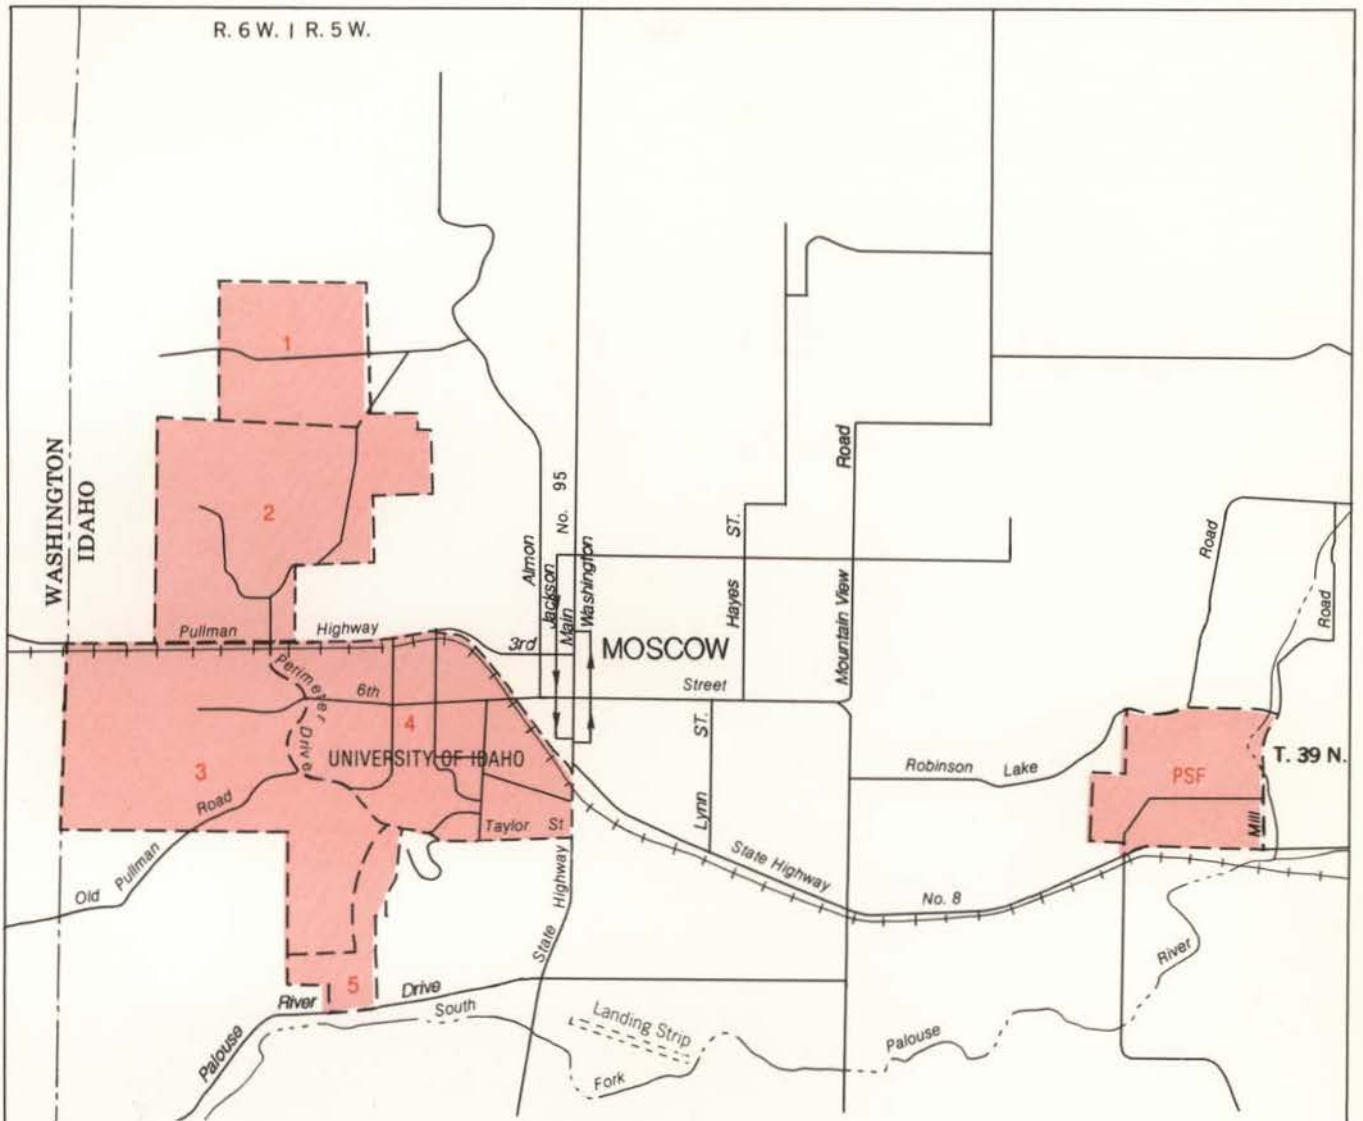 R. 6 W. | R. 5 W.
1
WASHINGTON
IDAHO
2
No. 95
Almon
Jackson
Main
Washington
Hayes ST.
Mountain View Road
Road
Road
Pullman Highway
3rd
MOSCOW
Perimeter Drive
6th
Street
4
UNIVERSITY OF IDAHO
3
Old Pullman Road
Taylor St
Lynn ST.
Robinson Lake
PSF
T. 39 N.
Mill
State Highway
No. 8
State Highway
5
Palouse River Drive
South
Fork
Palouse
River
Landing Strip